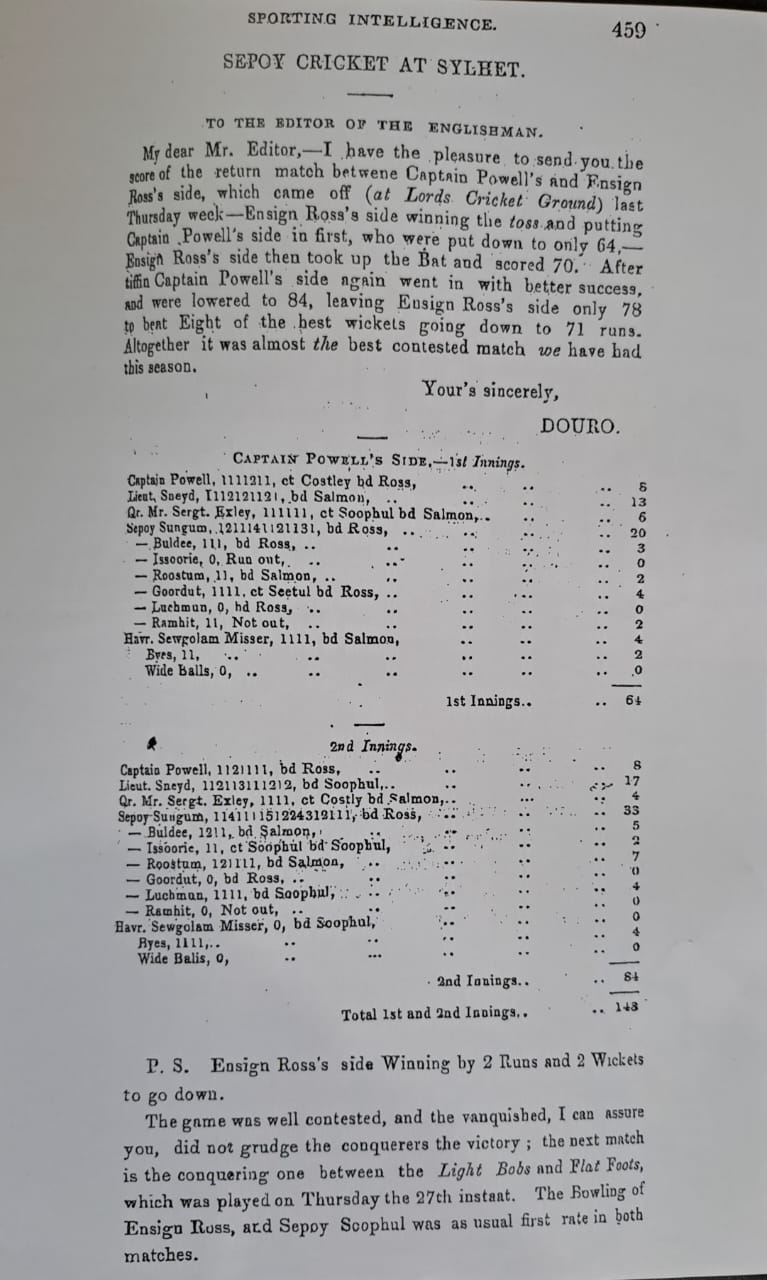 SPORTING INTELLIGENCE. 459
SEPOY CRICKET AT SYLHET.
TO THE EDITOR OF THE ENGLISHMAN.
My dear Mr. Editor,—I have the pleasure to send you the
score of the return match betwene Captain Powell's and Ensign
Ross's side, which came off (at Lords Cricket Ground) last
Thursday week—Ensign Ross's side winning the toss and putting
Captain Powell's side in first, who were put down to only 64,—
Ensign Ross's side then took up the Bat and scored 70. After
tiffin Captain Powell's side again went in with better success,
and were lowered to 84, leaving Ensign Ross's side only 78
to beat Eight of the best wickets going down to 71 runs.
Altogether it was almost the best contested match we have had
this season.
Your's sincerely,
DOURO.
CAPTAIN POWELL'S SIDE,—1st Innings.
Captain Powell, 1111211, ct Costley bd Ross, .. .. .. 8
Lieut. Sneyd, 1112121121, bd Salmon, .. .. .. .. 13
Qr. Mr. Sergt. Exley, 111111, ct Soophul bd Salmon,.. .. .. 6
Sepoy Sungum, 1211141121131, bd Ross, .. .. .. .. 20
— Buldee, 111, bd Ross, .. .. .. .. .. 3
— Issoorie, 0, Run out, .. .. .. .. .. 0
— Roostum, 11, bd Salmon, .. .. .. .. .. 2
— Goordut, 1111, ct Seetul bd Ross, .. .. .. .. 4
— Luchmun, 0, bd Ross, .. .. .. .. .. 0
— Ramhit, 11, Not out, .. .. .. .. .. 2
Havr. Sewgolam Misser, 1111, bd Salmon, .. .. .. 4
Byes, 11, .. .. .. .. .. .. 2
Wide Balls, 0, .. .. .. .. .. .. 0
1st Innings.. .. 64
2nd Innings.
Captain Powell, 1121111, bd Ross, .. .. .. .. 8
Lieut. Sneyd, 112113111212, bd Soophul,.. .. .. .. 17
Qr. Mr. Sergt. Exley, 1111, ct Costly bd Salmon,.. ... .. 4
Sepoy Sungum, 114111151224312111, bd Ross, .. .. .. .. 33
— Buldee, 1211, bd Salmon, .. .. .. .. 5
— Issoorie, 11, ct Soophul bd Soophul, .. .. .. .. 2
— Roostum, 121111, bd Salmon, .. .. .. .. 7
— Goordut, 0, bd Ross, .. .. .. .. .. 0
— Luchman, 1111, bd Soophul, .. .. .. .. .. 4
— Ramhit, 0, Not out, .. .. .. .. .. 0
Havr. Sewgolam Misser, 0, bd Soophul, .. .. .. 0
Byes, 1111,.. .. .. .. .. .. 4
Wide Balls, 0, .. ... .. .. .. 0
2nd Innings.. .. 84
Total 1st and 2nd Innings.. .. 148
P. S. Ensign Ross's side Winning by 2 Runs and 2 Wickets
to go down.
The game was well contested, and the vanquished, I can assure
you, did not grudge the conquerers the victory ; the next match
is the conquering one between the Light Bobs and Flat Foots,
which was played on Thursday the 27th instaat. The Bowling of
Ensign Ross, and Sepoy Soophul was as usual first rate in both
matches.